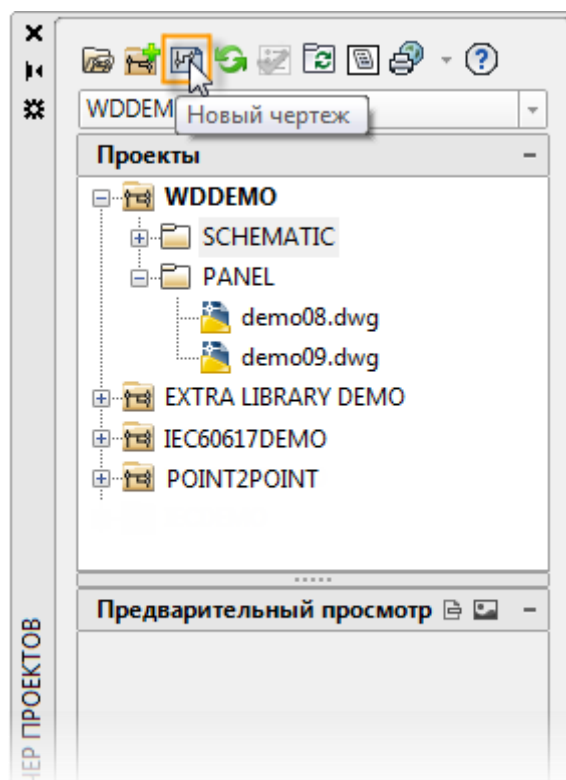 WDDEM
Новый чертеж
Проекты
WDDEMO
SCHEMATIC
PANEL
demo08.dwg
demo09.dwg
EXTRA LIBRARY DEMO
IEC60617DEMO
POINT2POINT
Предварительный просмотр
НЕР ПРОЕКТОВ